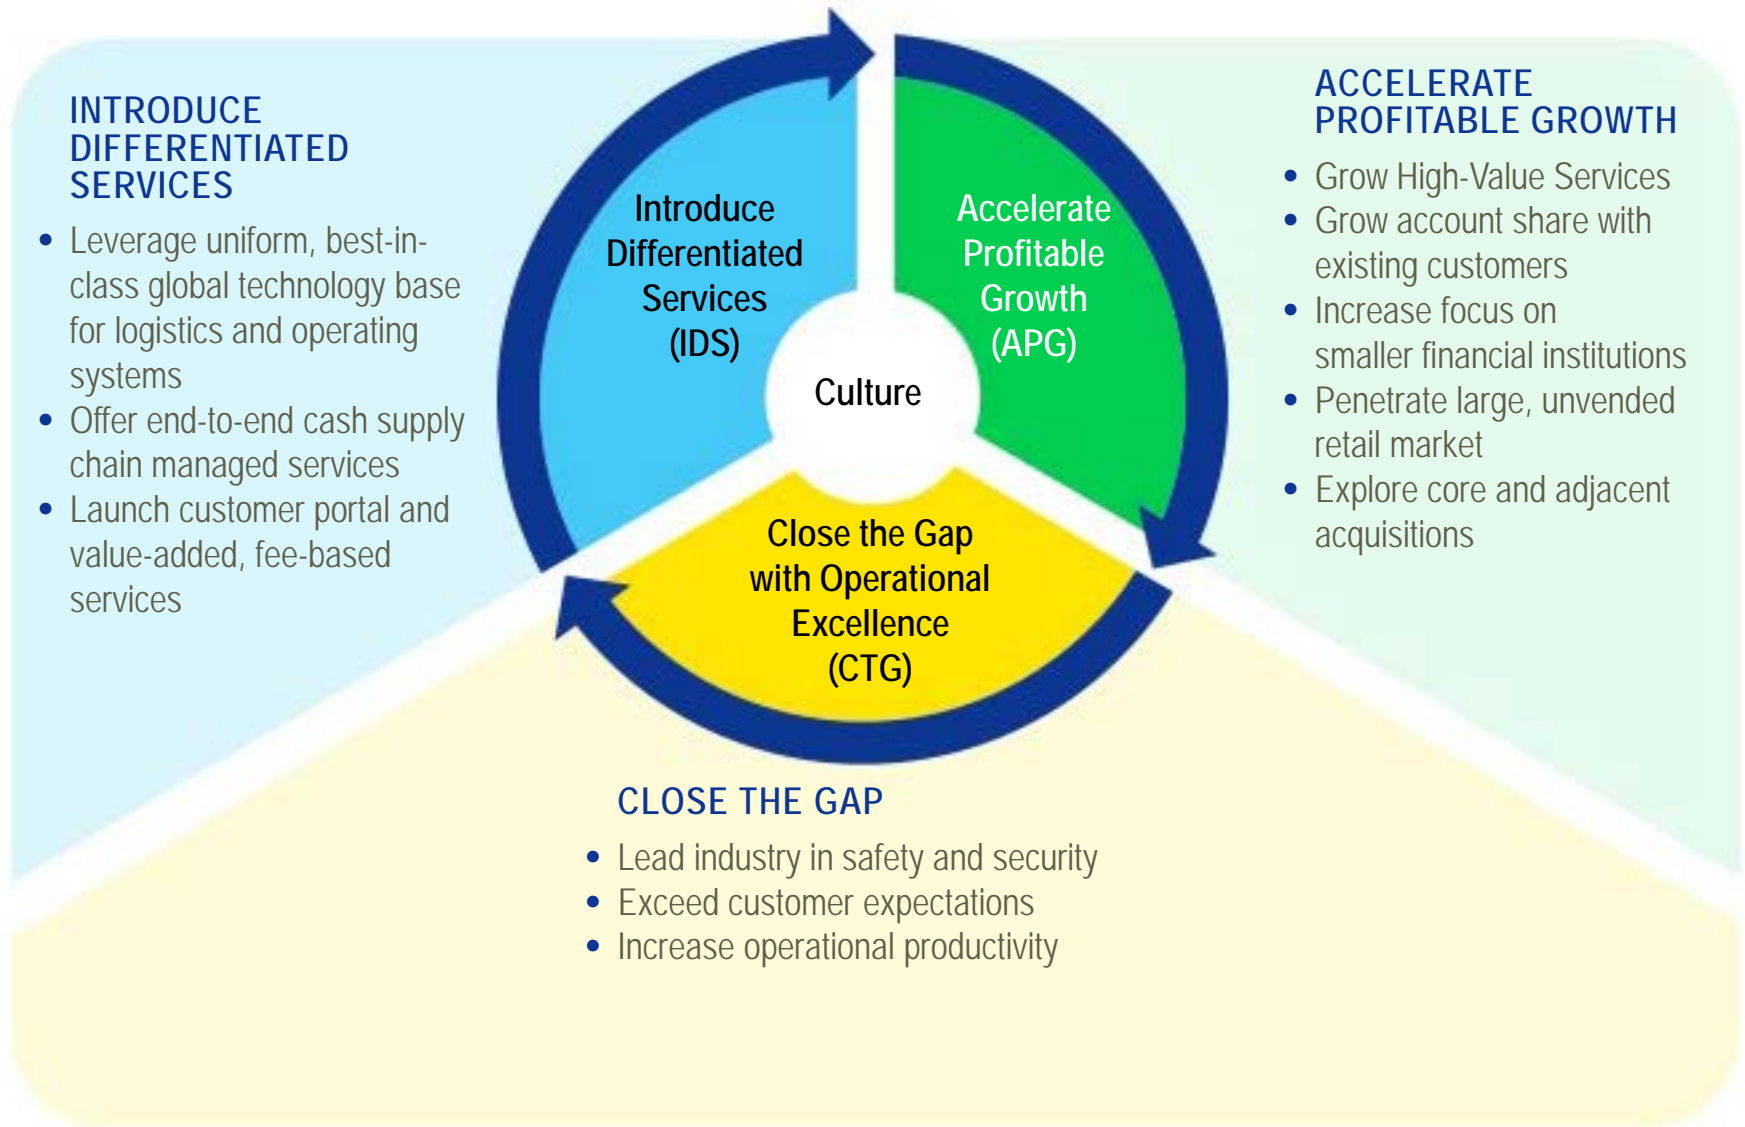 INTRODUCE
DIFFERENTIATED
SERVICES
• Leverage uniform, best-in-
class global technology base
for logistics and operating
systems
• Offer end-to-end cash supply
chain managed services
• Launch customer portal and
value-added, fee-based
services
Introduce
Differentiated
Services
(IDS)
Accelerate
Profitable
Growth
(APG)
Culture
Close the Gap
with Operational
Excellence
(CTG)
ACCELERATE
PROFITABLE GROWTH
• Grow High-Value Services
• Grow account share with
existing customers
• Increase focus on
smaller financial institutions
• Penetrate large, unvended
retail market
• Explore core and adjacent
acquisitions
CLOSE THE GAP
• Lead industry in safety and security
• Exceed customer expectations
• Increase operational productivity